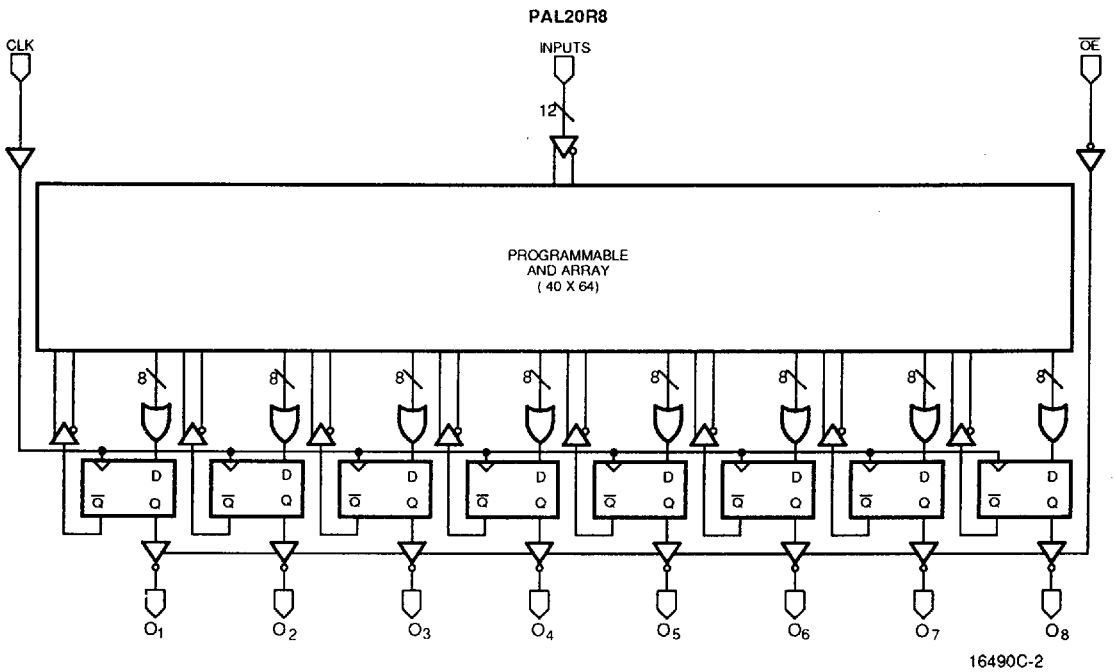 PAL20R8
CLK INPUTS O̅E̅
12
PROGRAMMABLE
AND ARRAY
( 40 X 64)
8 8 8 8 8 8 8 8
D D D D D D D D
Q̅ Q Q̅ Q Q̅ Q Q̅ Q Q̅ Q Q̅ Q Q̅ Q Q̅ Q
O1 O2 O3 O4 O5 O6 O7 O8
16490C-2